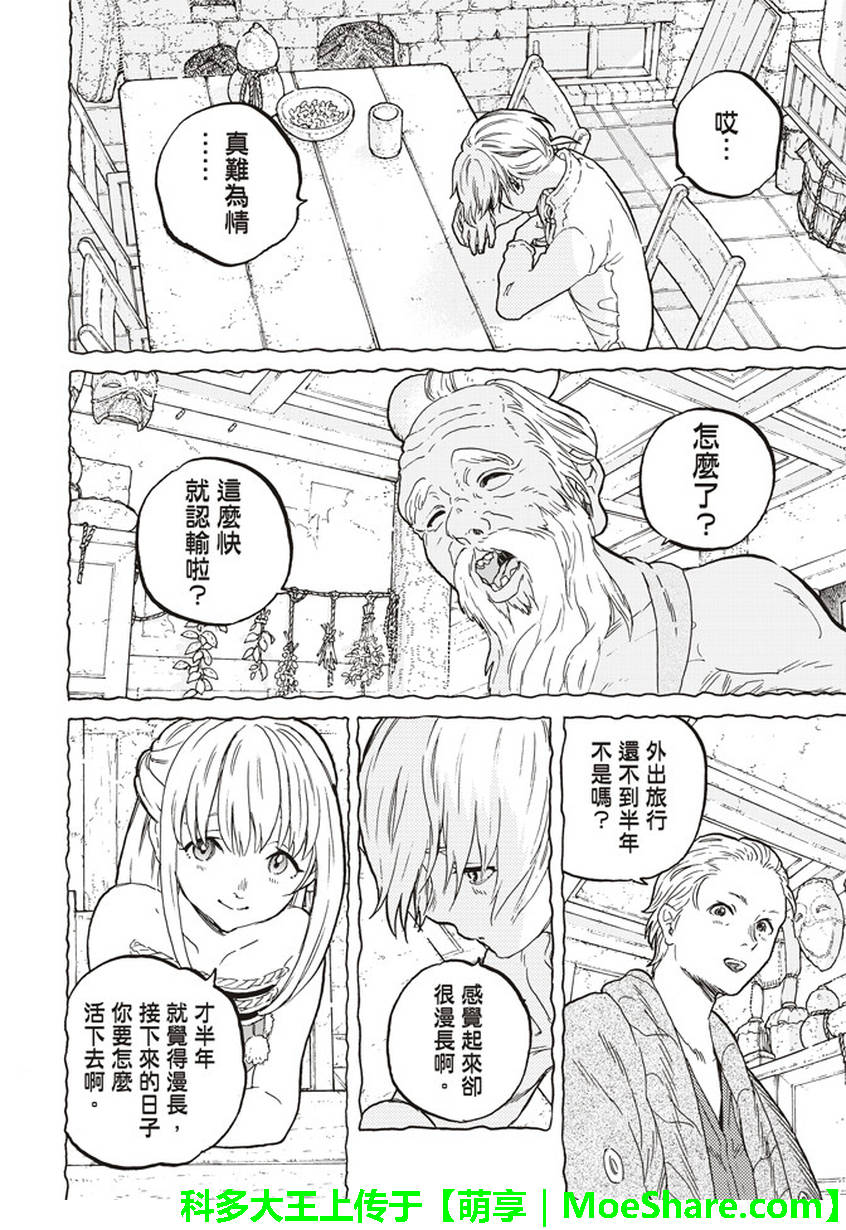 哎…
真難為情
……
怎麼了？
這麼快
就認輸啦？
外出旅行
還不到半年
不是嗎？
感覺起來卻
很漫長啊。
才半年
就覺得漫長，
接下來的日子
你要怎麼
活下去啊。
科多大王上传于【萌享｜MoeShare.com】